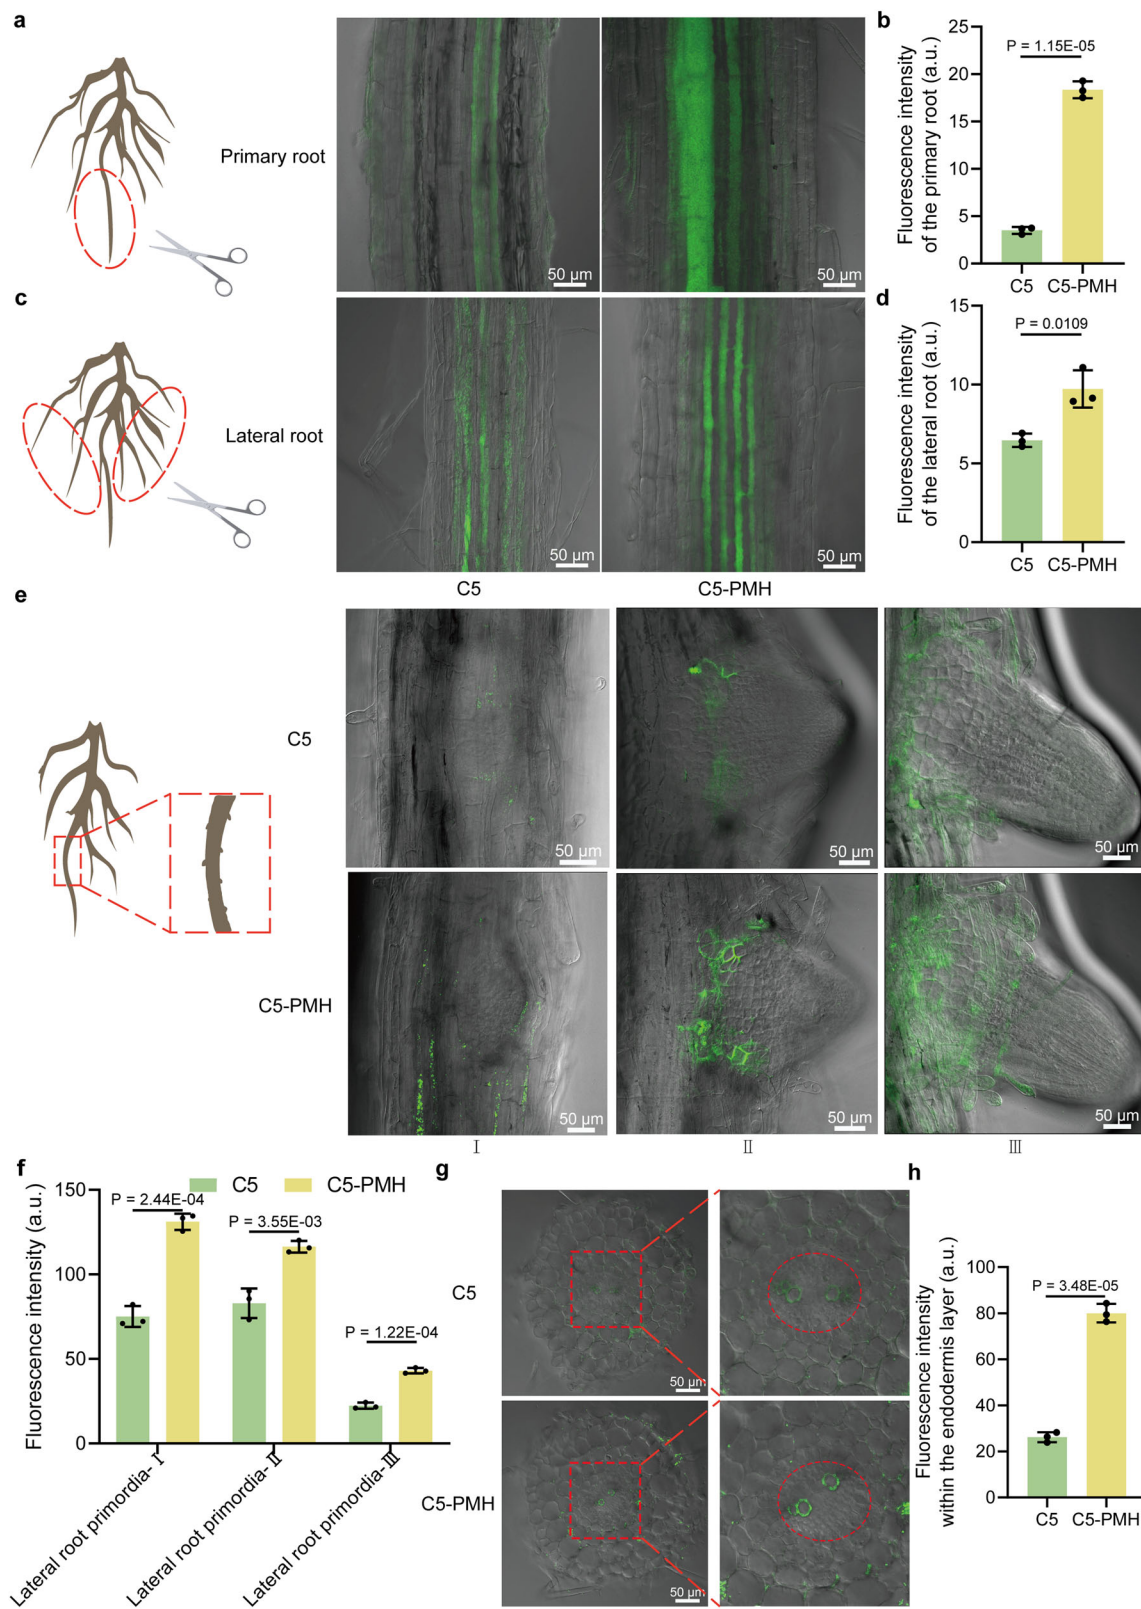 a
Primary root
50 µm
50 µm
b
Fluorescence intensity
of the primary root (a.u.)
25
20
15
10
5
0
P = 1.15E-05
C5
C5-PMH
c
Lateral root
50 µm
50 µm
C5
C5-PMH
d
Fluorescence intensity
of the lateral root (a.u.)
15
10
5
0
P = 0.0109
C5
C5-PMH
e
C5
50 µm
50 µm
50 µm
C5-PMH
50 µm
50 µm
50 µm
Ⅰ
Ⅱ
Ⅲ
f
C5
C5-PMH
Fluorescence intensity (a.u.)
150
100
50
0
P = 2.44E-04
P = 3.55E-03
P = 1.22E-04
Lateral root primordia-Ⅰ
Lateral root primordia-Ⅱ
Lateral root primordia-Ⅲ
g
C5
50 µm
C5-PMH
50 µm
h
Fluorescence intensity
within the endodermis layer (a.u.)
100
80
60
40
20
0
P = 3.48E-05
C5
C5-PMH